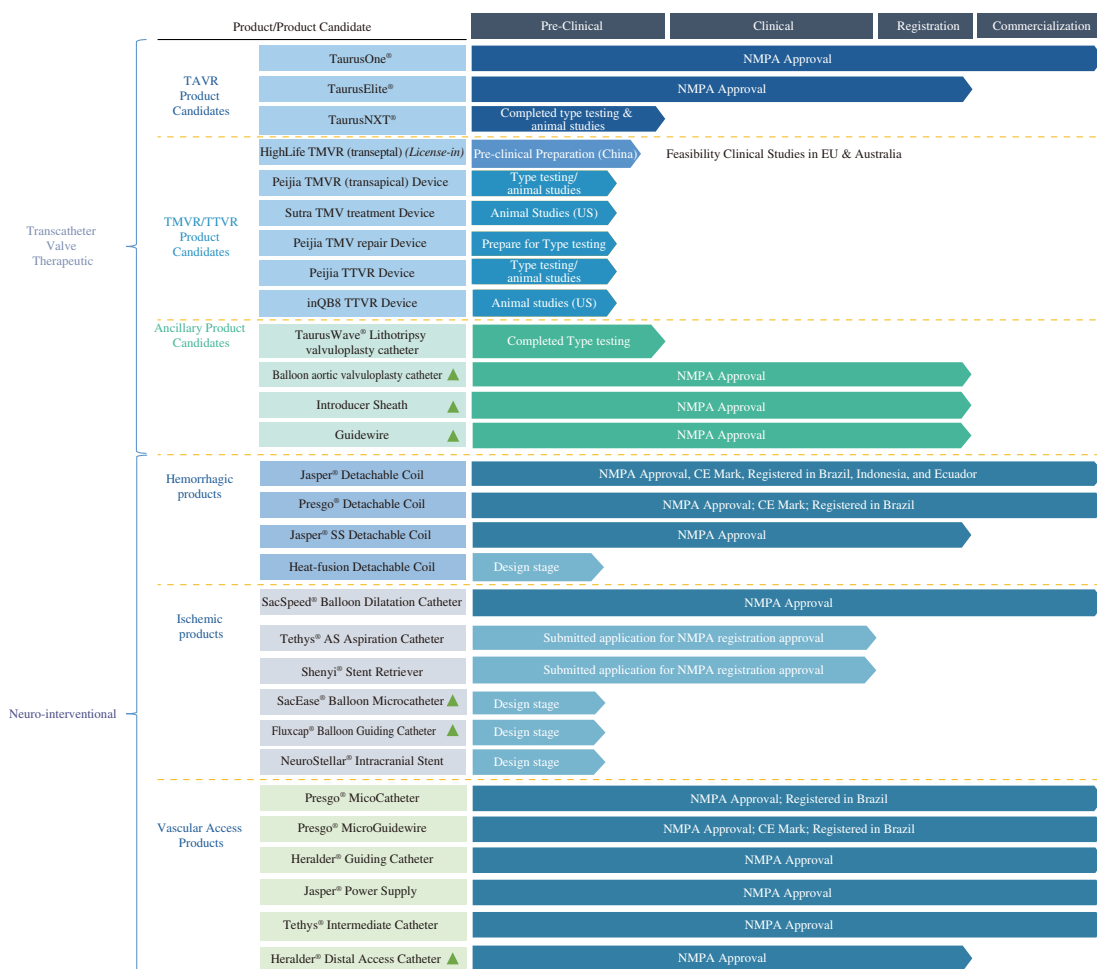 Product/Product Candidate
Pre-Clinical
Clinical
Registration
Commercialization
Transcatheter
Valve
Therapeutic
TAVR
Product
Candidates
TaurusOne®
NMPA Approval
TaurusElite®
NMPA Approval
TaurusNXT®
Completed type testing &
animal studies
TMVR/TTVR
Product
Candidates
HighLife TMVR (transeptal) (License-in)
Pre-clinical Preparation (China)
Feasibility Clinical Studies in EU & Australia
Peijia TMVR (transapical) Device
Type testing/
animal studies
Sutra TMV treatment Device
Animal Studies (US)
Peijia TMV repair Device
Prepare for Type testing
Peijia TTVR Device
Type testing/
animal studies
inQB8 TTVR Device
Animal studies (US)
Ancillary Product
Candidates
TaurusWave® Lithotripsy
valvuloplasty catheter
Completed Type testing
Balloon aortic valvuloplasty catheter
NMPA Approval
Introducer Sheath
NMPA Approval
Guidewire
NMPA Approval
Neuro-interventional
Hemorrhagic
products
Jasper® Detachable Coil
NMPA Approval, CE Mark, Registered in Brazil, Indonesia, and Ecuador
Presgo® Detachable Coil
NMPA Approval; CE Mark; Registered in Brazil
Jasper® SS Detachable Coil
NMPA Approval
Heat-fusion Detachable Coil
Design stage
Ischemic
products
SacSpeed® Balloon Dilatation Catheter
NMPA Approval
Tethys® AS Aspiration Catheter
Submitted application for NMPA registration approval
Shenyi® Stent Retriever
Submitted application for NMPA registration approval
SacEase® Balloon Microcatheter
Design stage
Fluxcap® Balloon Guiding Catheter
Design stage
NeuroStellar® Intracranial Stent
Design stage
Vascular Access
Products
Presgo® MicoCatheter
NMPA Approval; Registered in Brazil
Presgo® MicroGuidewire
NMPA Approval; CE Mark; Registered in Brazil
Heralder® Guiding Catheter
NMPA Approval
Jasper® Power Supply
NMPA Approval
Tethys® Intermediate Catheter
NMPA Approval
Heralder® Distal Access Catheter
NMPA Approval